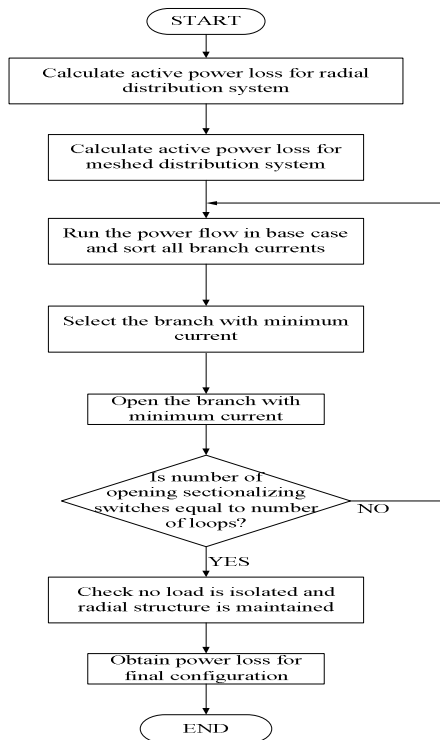 START
Calculate active power loss for radial
distribution system
Calculate active power loss for
meshed distribution system
Run the power flow in base case
and sort all branch currents
Select the branch with minimum
current
Open the branch with
minimum current
Is number of
opening sectionalizing
switches equal to number
of loops?
NO
YES
Check no load is isolated and
radial structure is maintained
Obtain power loss for
final configuration
END